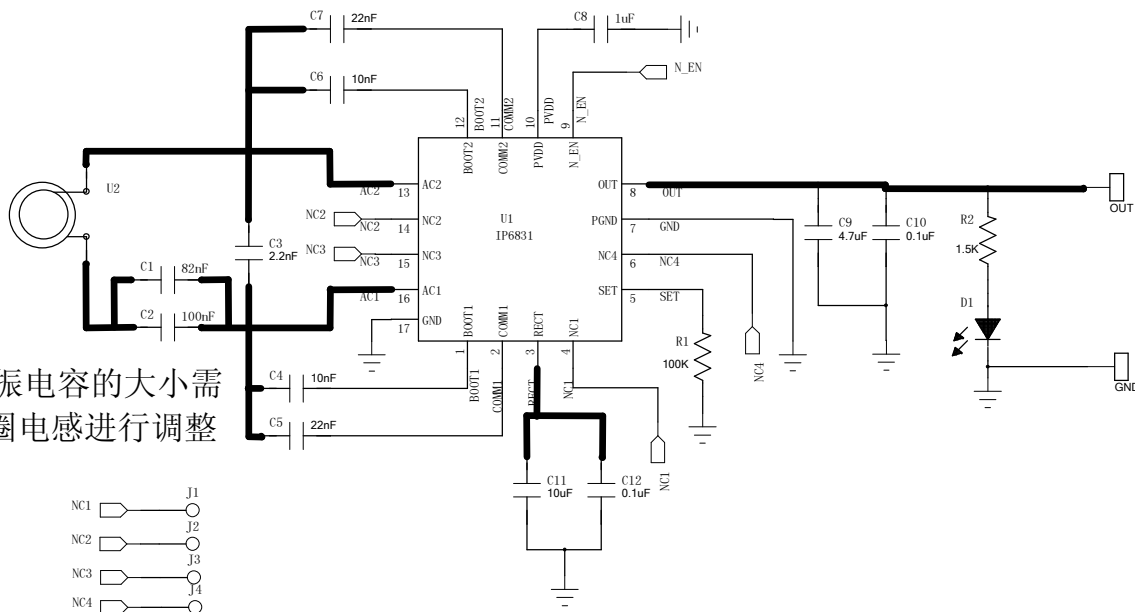 C7 22nF
C8 1uF
C6 10nF
N_EN
12 11 10 9
BOOT2 COMM2 PVDD N_EN
BOOT2 COMM2 PVDD N_EN
U2
AC2 13 AC2
NC2 NC2 14 NC2
NC3 NC3 15 NC3
AC1 16 AC1
17 GND
U1
IP6831
OUT 8 OUT
PGND 7 GND
NC4 6 NC4
SET 5 SET
C3
2.2nF
C1 82nF
C2 100nF
C9
4.7uF
C10
0.1uF
R2
1.5K
D1
OUT
GND
BOOT1 COMM1 RECT NC1
1 2 3 4
BOOT1 COMM1 RECT NC1
R1
100K
NC4
C4 10nF
C5 22nF
振电容的大小需
圈电感进行调整
NC1
C11
10uF
C12
0.1uF
NC1 J1
NC2 J2
NC3 J3
NC4 J4